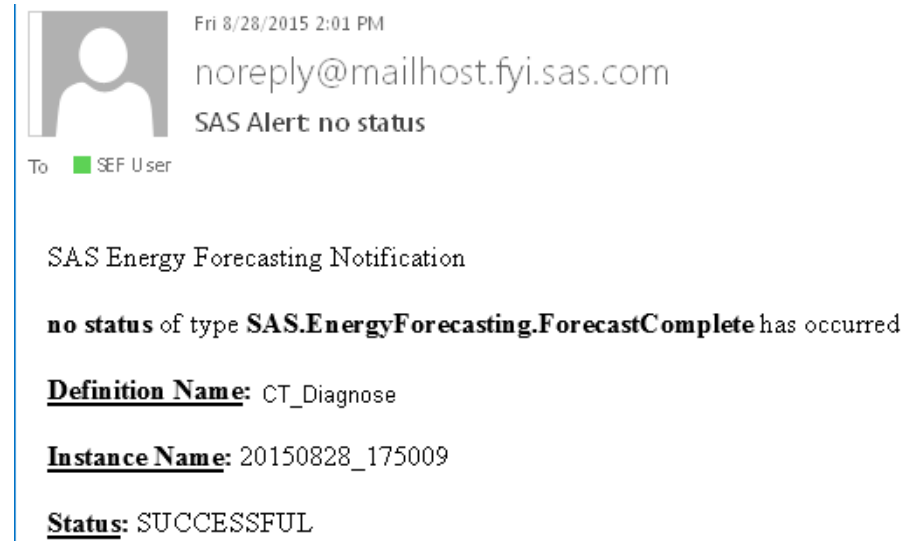 Fri 8/28/2015 2:01 PM
noreply@mailhost.fyi.sas.com
SAS Alert: no status
To SEF User
SAS Energy Forecasting Notification
no status of type SAS.EnergyForecasting.ForecastComplete has occurred
Definition Name: CT_Diagnose
Instance Name: 20150828_175009
Status: SUCCESSFUL